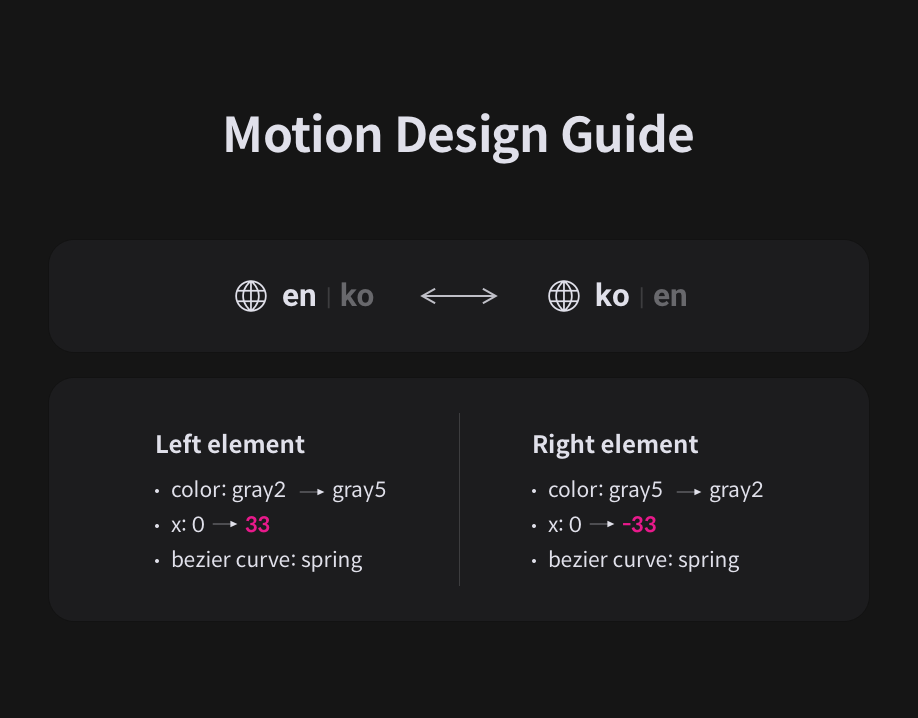 Motion Design Guide
en | ko
ko | en
Left element
• color: gray2 → gray5
• x: 0 → 33
• bezier curve: spring
Right element
• color: gray5 → gray2
• x: 0 → -33
• bezier curve: spring